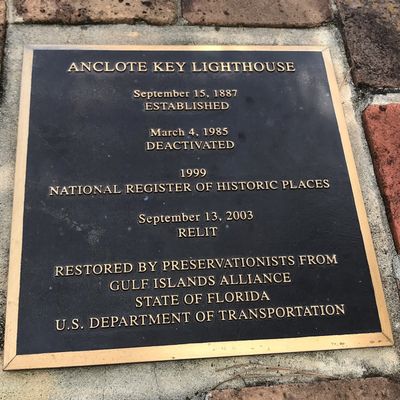 ANCLOTE KEY LIGHTHOUSE
September 15, 1887
ESTABLISHED
March 4, 1985
DEACTIVATED
1999
NATIONAL REGISTER OF HISTORIC PLACES
September 13, 2003
RELIT
RESTORED BY PRESERVATIONISTS FROM
GULF ISLANDS ALLIANCE
STATE OF FLORIDA
U.S. DEPARTMENT OF TRANSPORTATION